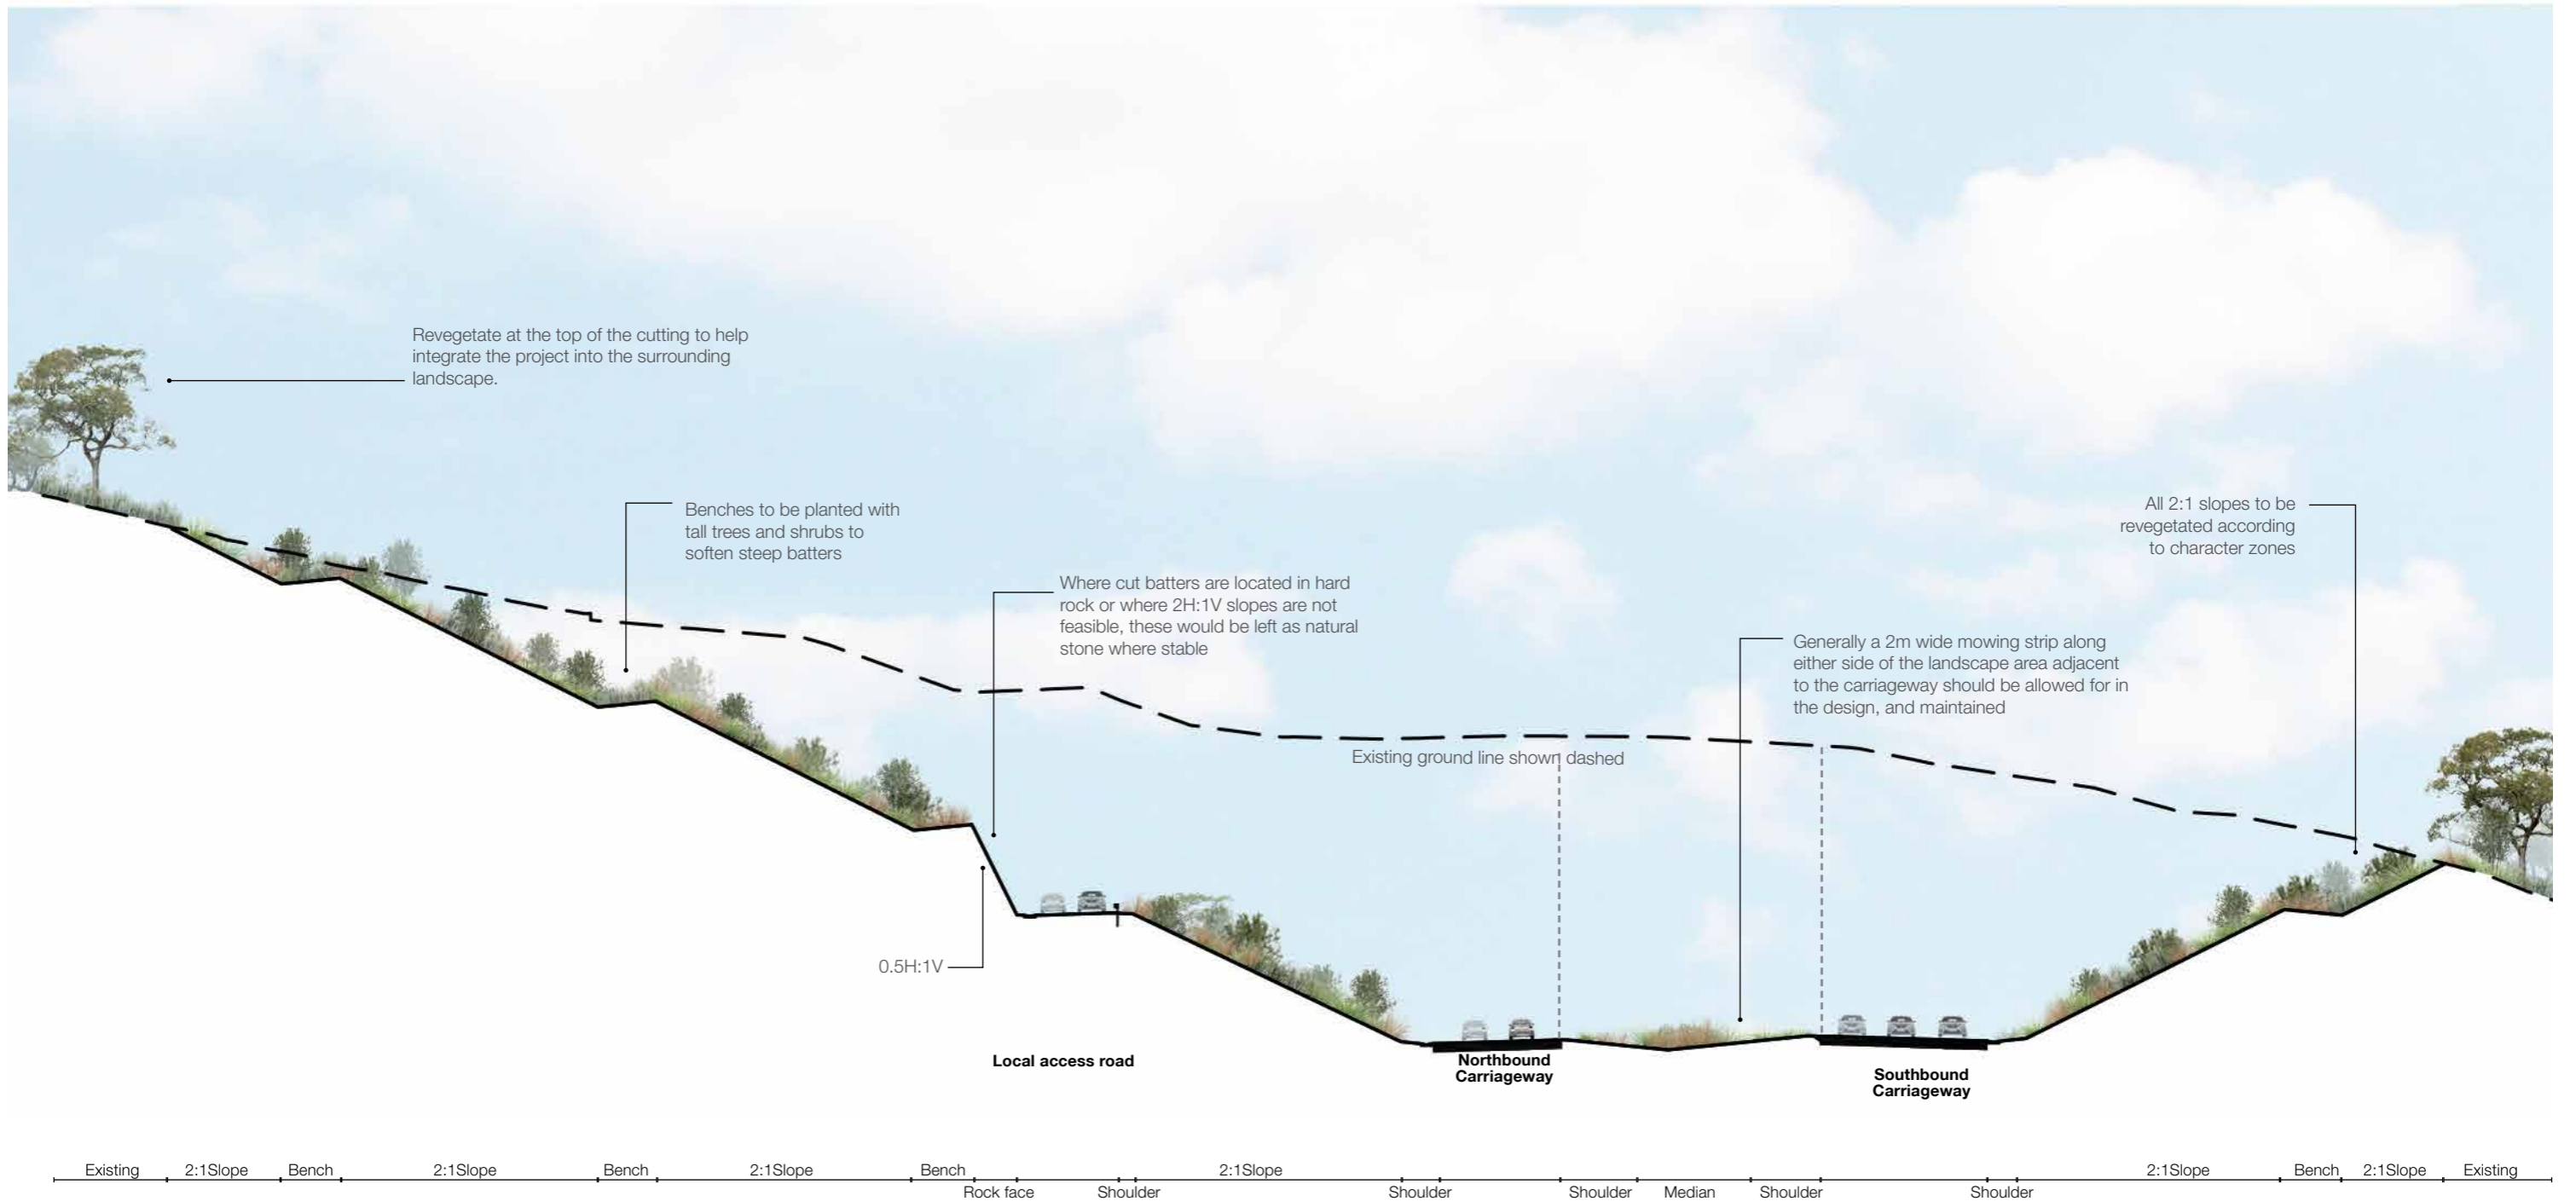 Revegetate at the top of the cutting to help
integrate the project into the surrounding
landscape.
Benches to be planted with
tall trees and shrubs to
soften steep batters
Where cut batters are located in hard
rock or where 2H:1V slopes are not
feasible, these would be left as natural
stone where stable
All 2:1 slopes to be
revegetated according
to character zones
Generally a 2m wide mowing strip along
either side of the landscape area adjacent
to the carriageway should be allowed for in
the design, and maintained
Existing ground line shown dashed
0.5H:1V
Local access road
Northbound
Carriageway
Southbound
Carriageway
Existing 2:1Slope Bench 2:1Slope Bench 2:1Slope Bench 2:1Slope 2:1Slope Bench 2:1Slope Existing
Rock face Shoulder Shoulder Shoulder Median Shoulder Shoulder